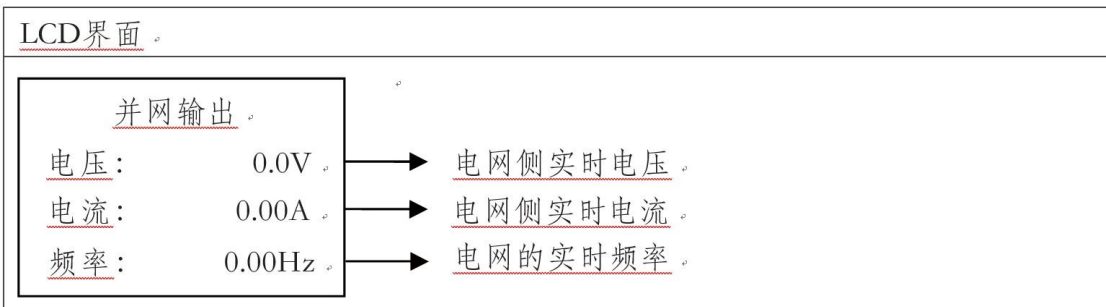 LCD界面
并网输出
电压: 0.0V 电网侧实时电压
电流: 0.00A 电网侧实时电流
频率: 0.00Hz 电网的实时频率